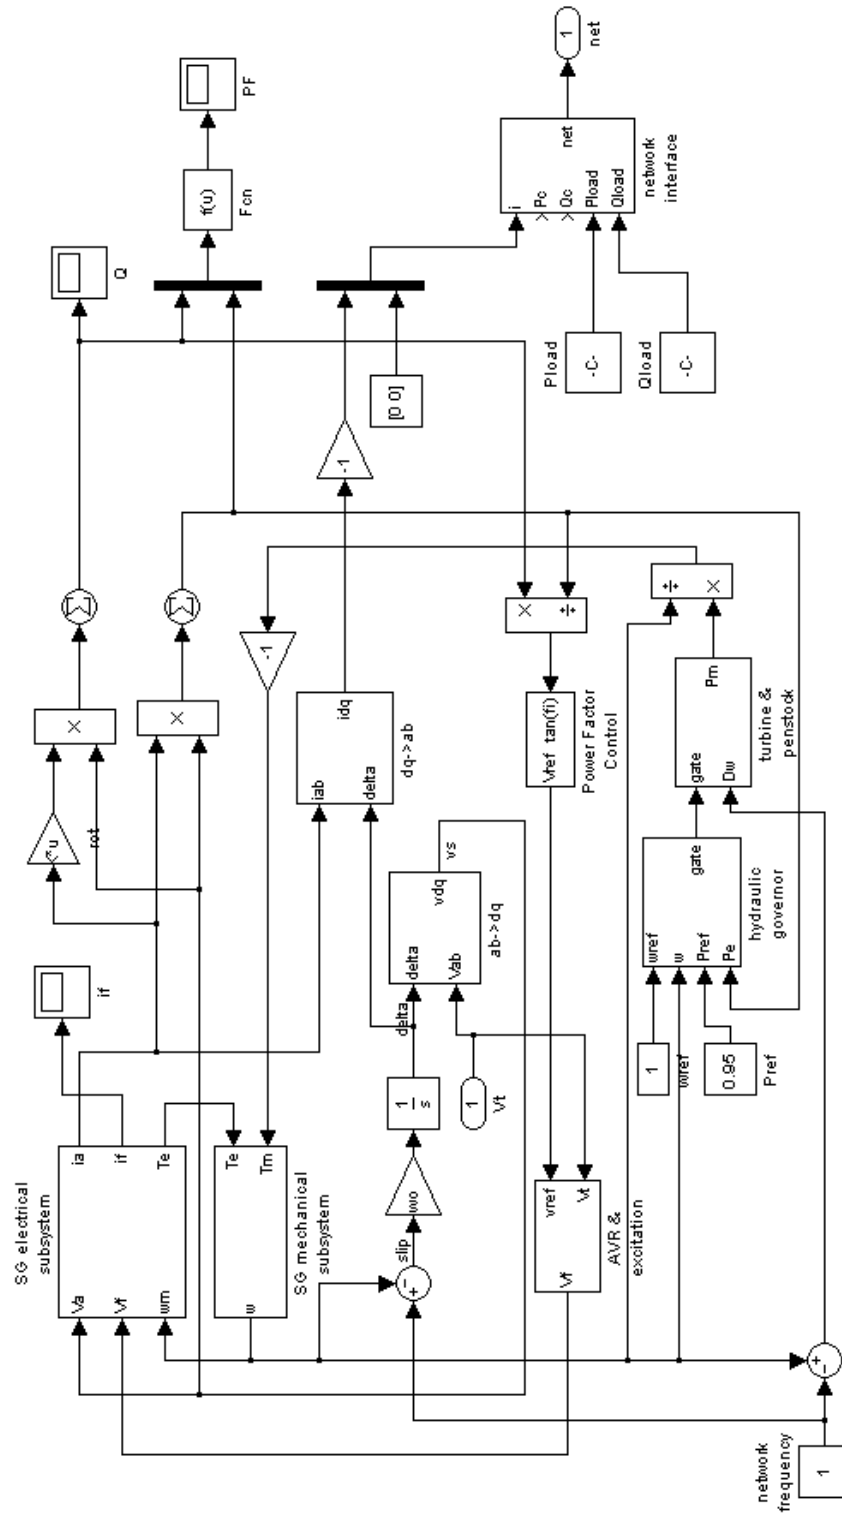 SG electrical
subsystem
Va
Vf
wm
ia
if
Te
if
SG mechanical
subsystem
w
Te
Tm
K*u
rot
×
×
Σ
Σ
Q
f(u)
Fcn
PF
-1
iab
delta
idq
dq->ab
-1
[0 0]
slip
wo
1
s
delta
delta
Vab
vdq
vs
ab->dq
1
Vt
i
Pc
Qc
Pload
Qload
net
network
interface
1
net
Pload
-C-
Qload
-C-
×
÷
Vref tan(fi)
Power Factor
Control
vref
Vt
Vf
AVR &
excitation
1
wref
0.95
Pref
wref
w
Pref
Pe
gate
hydraulic
governor
gate
Dw
Pm
turbine &
penstock
÷
×
network
frequency
1